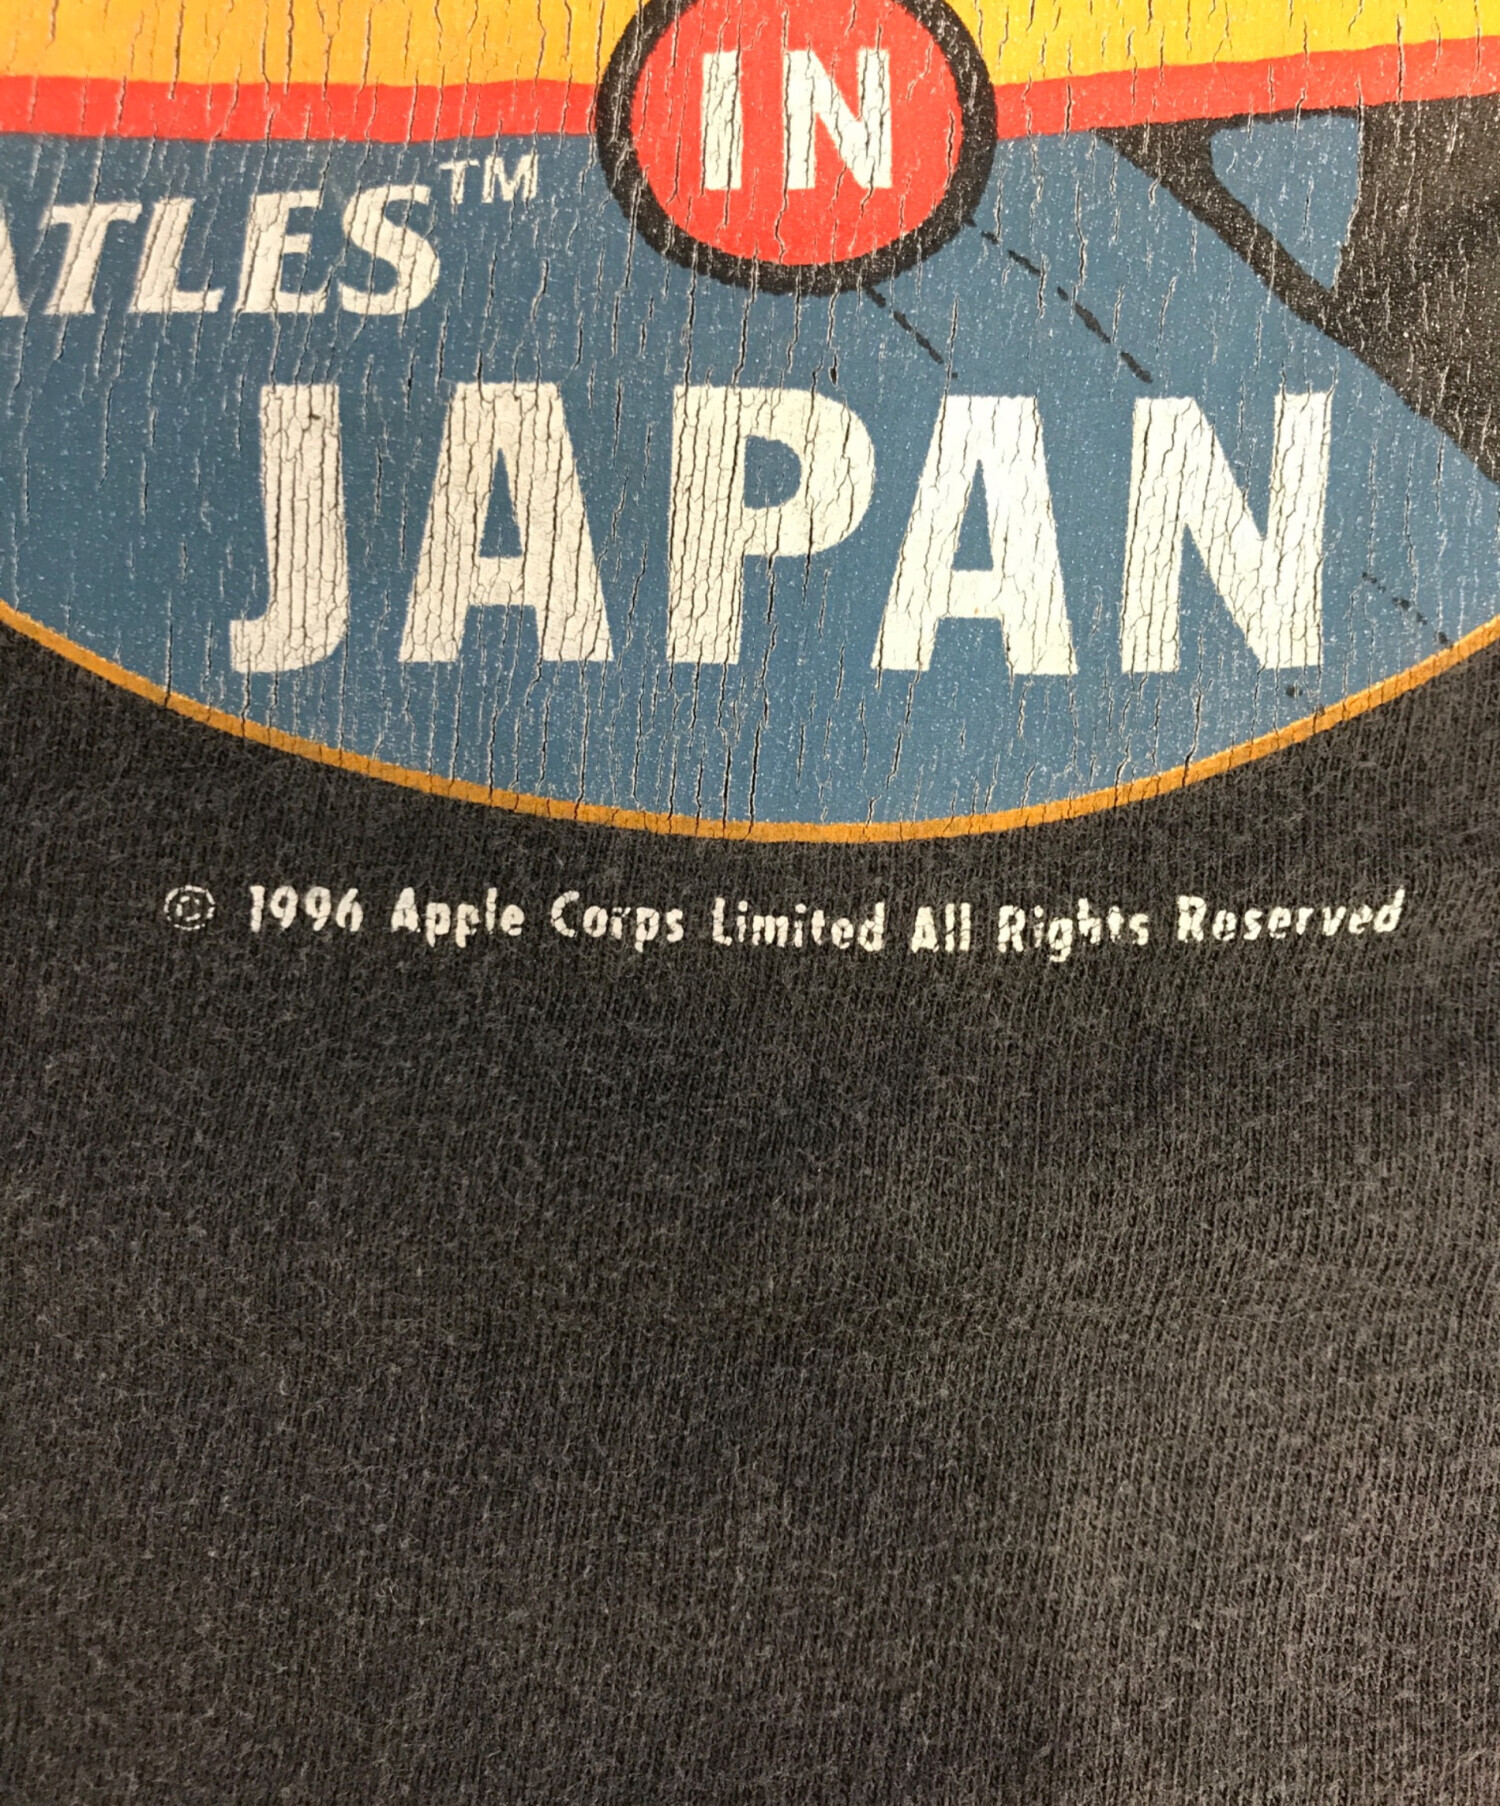 IN
ATLES™
JAPAN
© 1996 Apple Corps Limited All Rights Reserved